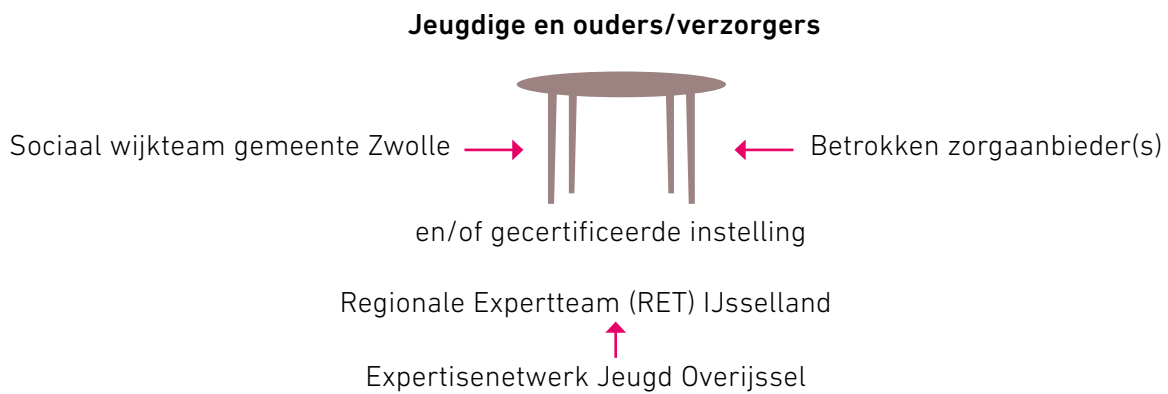 Jeugdige en ouders/verzorgers
Sociaal wijkteam gemeente Zwolle
Betrokken zorgaanbieder(s)
en/of gecertificeerde instelling
Regionale Expertteam (RET) IJsselland
Expertisenetwerk Jeugd Overijssel